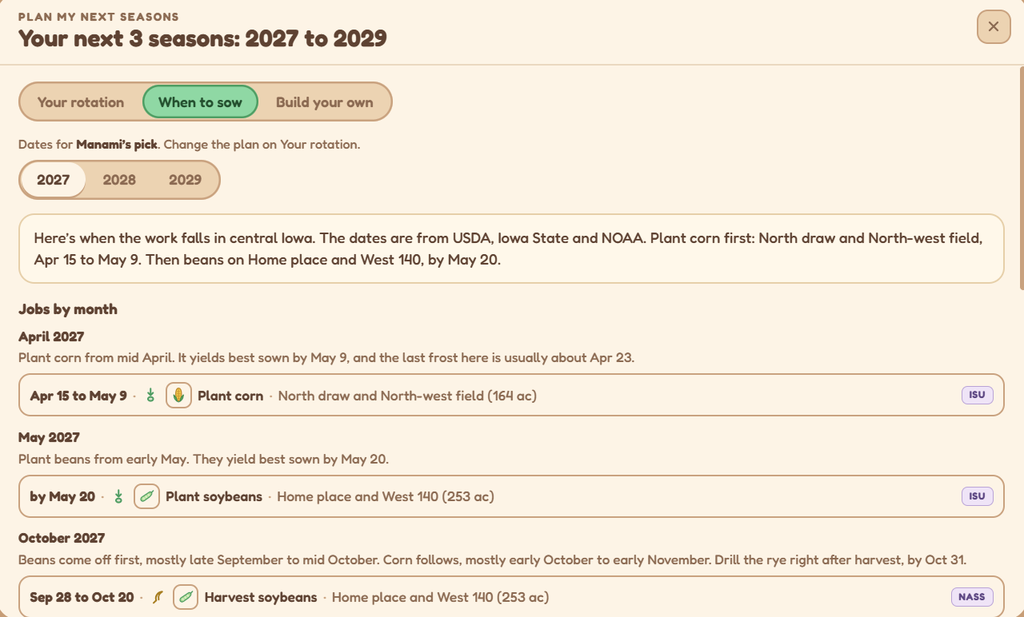 PLAN MY NEXT SEASONS
Your next 3 seasons: 2027 to 2029
Your rotation
When to sow
Build your own
Dates for Manami's pick. Change the plan on Your rotation.
2027
2028
2029
Here's when the work falls in central Iowa. The dates are from USDA, Iowa State and NOAA. Plant corn first: North draw and North-west field,
Apr 15 to May 9. Then beans on Home place and West 140, by May 20.
Jobs by month
April 2027
Plant corn from mid April. It yields best sown by May 9, and the last frost here is usually about Apr 23.
Apr 15 to May 9 · Plant corn · North draw and North-west field (164 ac) ISU
May 2027
Plant beans from early May. They yield best sown by May 20.
by May 20 · Plant soybeans · Home place and West 140 (253 ac) ISU
October 2027
Beans come off first, mostly late September to mid October. Corn follows, mostly early October to early November. Drill the rye right after harvest, by Oct 31.
Sep 28 to Oct 20 · Harvest soybeans · Home place and West 140 (253 ac) NASS